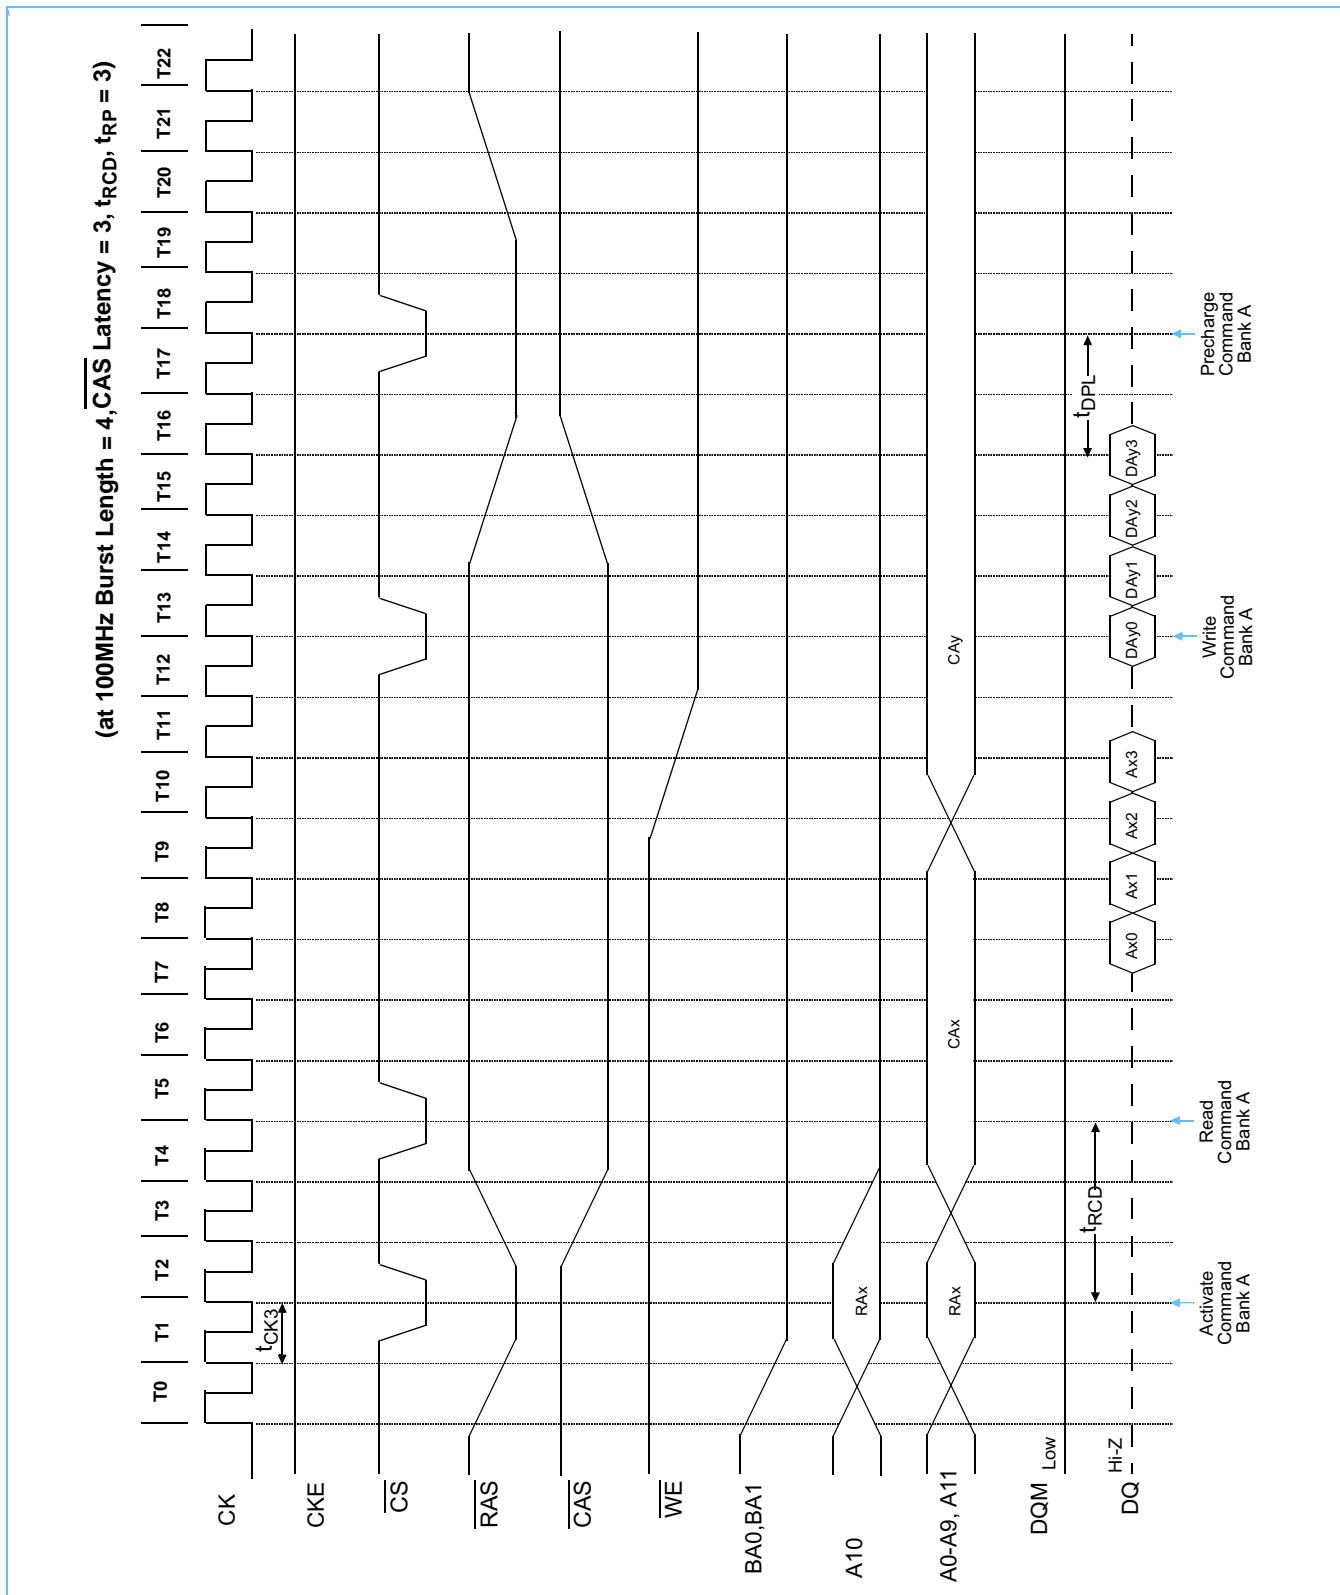 (at 100MHz Burst Length = 4, CAS Latency = 3, tRCD, tRP = 3)
T0 T1 T2 T3 T4 T5 T6 T7 T8 T9 T10 T11 T12 T13 T14 T15 T16 T17 T18 T19 T20 T21 T22
CK
tCK3
CKE
CS
RAS
CAS
WE
BA0,BA1
A10
RAx
A0-A9, A11
RAx CAx CAy
DQM
Low
tRCD
tDPL
DQ
Hi-Z
Ax0 Ax1 Ax2 Ax3 DAy0 DAy1 DAy2 DAy3
Activate
Command
Bank A
Read
Command
Bank A
Write
Command
Bank A
Precharge
Command
Bank A